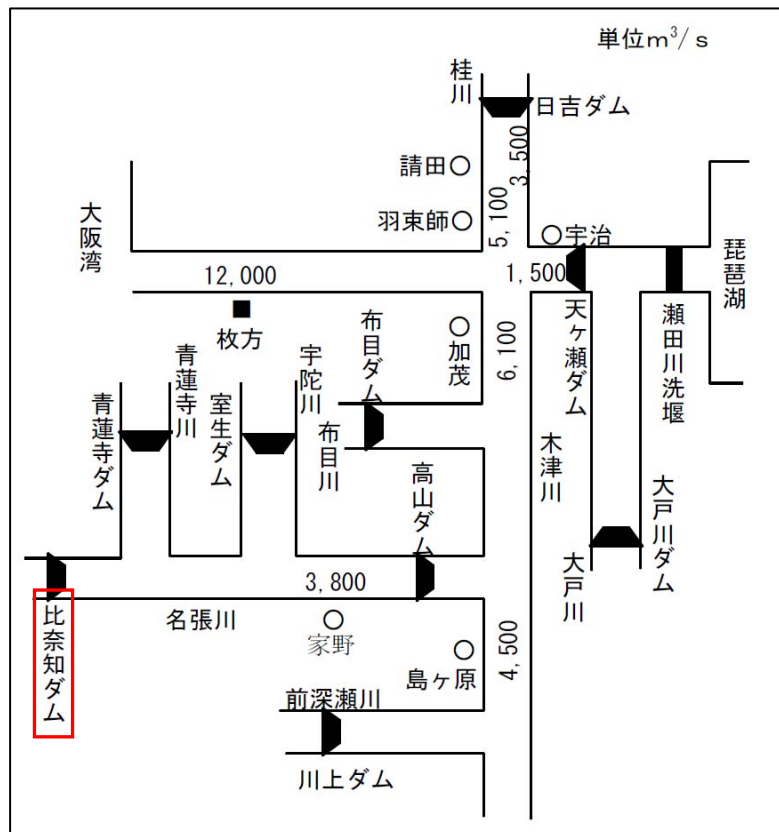 単位m³/s
桂川
日吉ダム
3,500
請田
羽束師
5,100
宇治
大阪湾
琵琶湖
12,000
1,500
枚方
布目ダム
加茂
6,100
天ヶ瀬ダム
瀬田川洗堰
青蓮寺川
宇陀川
青蓮寺ダム
室生ダム
布目川
高山ダム
木津川
大戸川ダム
大戸川
3,800
名張川
家野
島ヶ原
4,500
比奈知ダム
前深瀬川
川上ダム